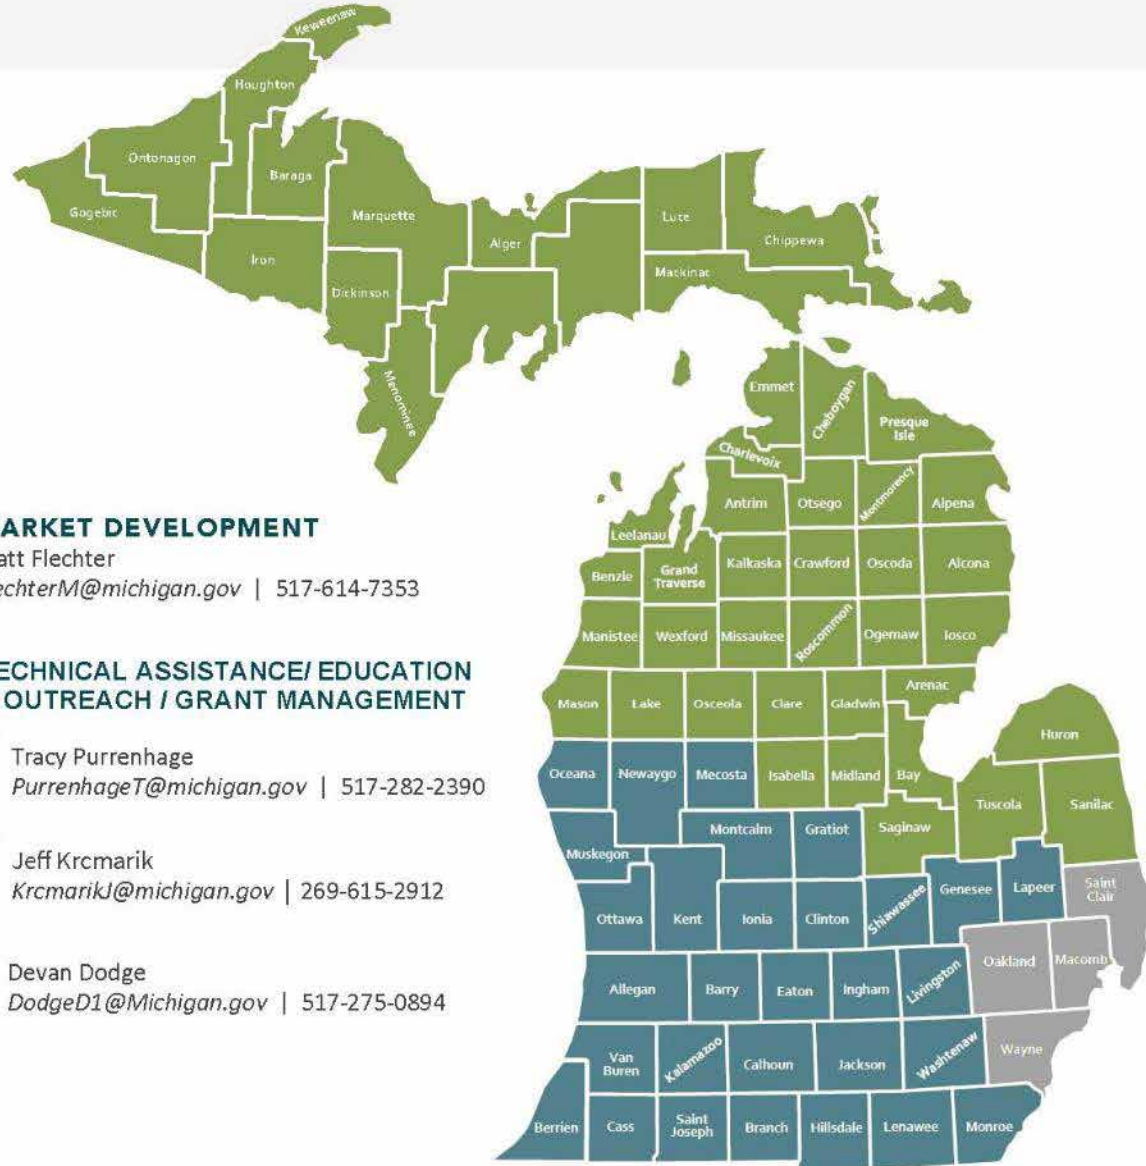 Keweenaw
Houghton
Ontonagon
Baraga
Gogebic
Marquette
Alger
Luce
Chippewa
Iron
Mackinac
Dickinson
Menominee
Emmet
Cheboygan
Presque
Isle
Charlevoix
Antrim
Otsego
Montmorency
Alpena
ARKET DEVELOPMENT
att Flechter
echterM@michigan.gov | 517-614-7353
Leelanau
Benzie
Grand
Traverse
Kalkaska
Crawford
Oscoda
Alcona
Manistee
Wexford
Missaukee
Roscommon
Ogemaw
Iosco
ECHNICAL ASSISTANCE/ EDUCATION
OUTREACH / GRANT MANAGEMENT
Mason
Lake
Osceola
Clare
Gladwin
Arenac
Huron
Tracy Purrenhage
PurrenhageT@michigan.gov | 517-282-2390
Oceana
Newaygo
Mecosta
Isabella
Midland
Bay
Tuscola
Sanilac
Jeff Krcmarik
KrcmarikJ@michigan.gov | 269-615-2912
Muskegon
Montcalm
Gratiot
Saginaw
Ottawa
Kent
Ionia
Clinton
Shiawassee
Genesee
Lapeer
Saint
Clair
Devan Dodge
DodgeD1@Michigan.gov | 517-275-0894
Allegan
Barry
Eaton
Ingham
Livingston
Oakland
Macomb
Van
Buren
Kalamazoo
Calhoun
Jackson
Washtenaw
Wayne
Berrien
Cass
Saint
Joseph
Branch
Hillsdale
Lenawee
Monroe